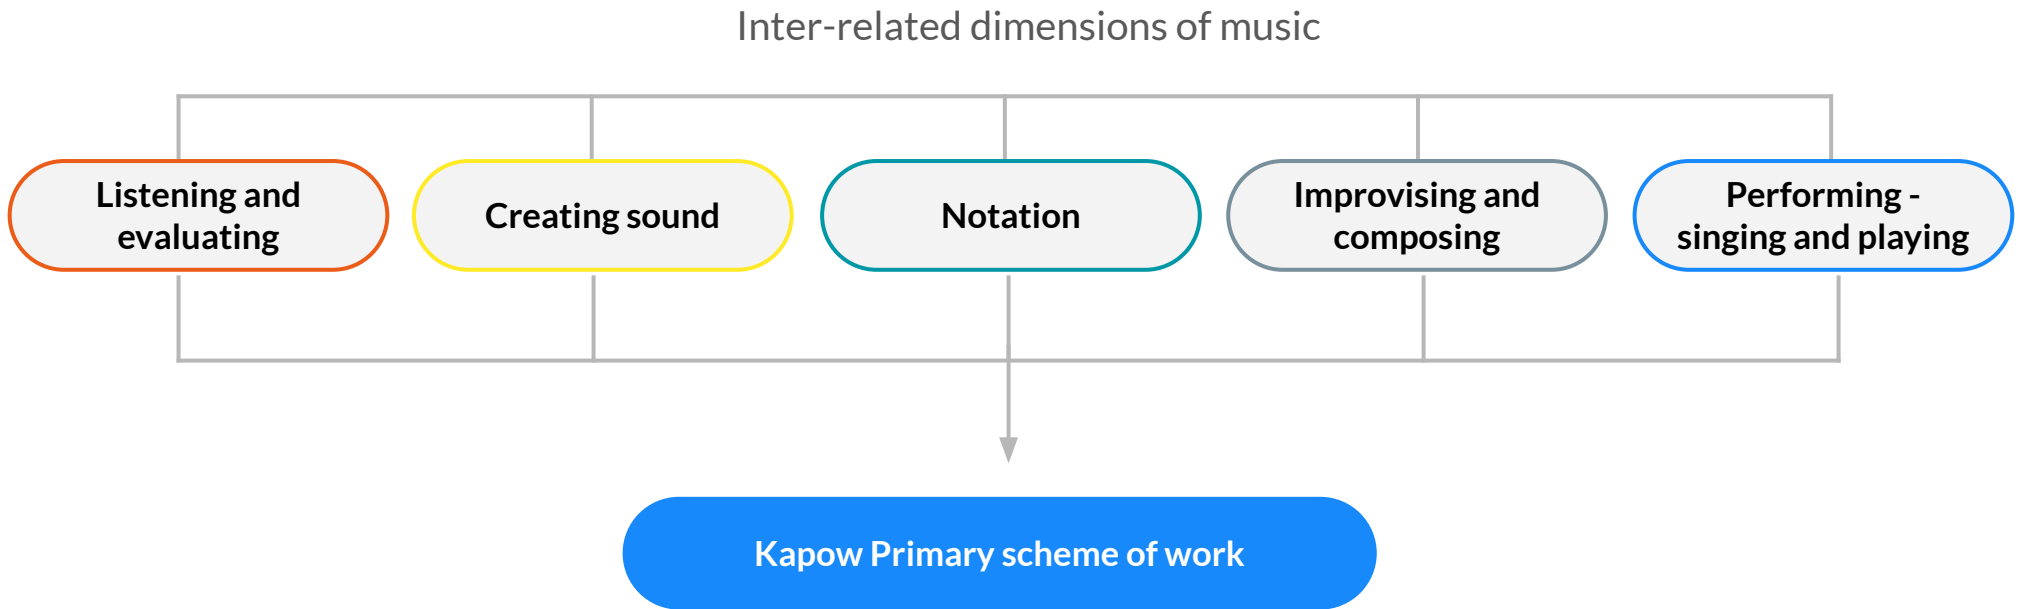 Inter-related dimensions of music
Listening and
evaluating
Creating sound
Notation
Improvising and
composing
Performing -
singing and playing
Kapow Primary scheme of work